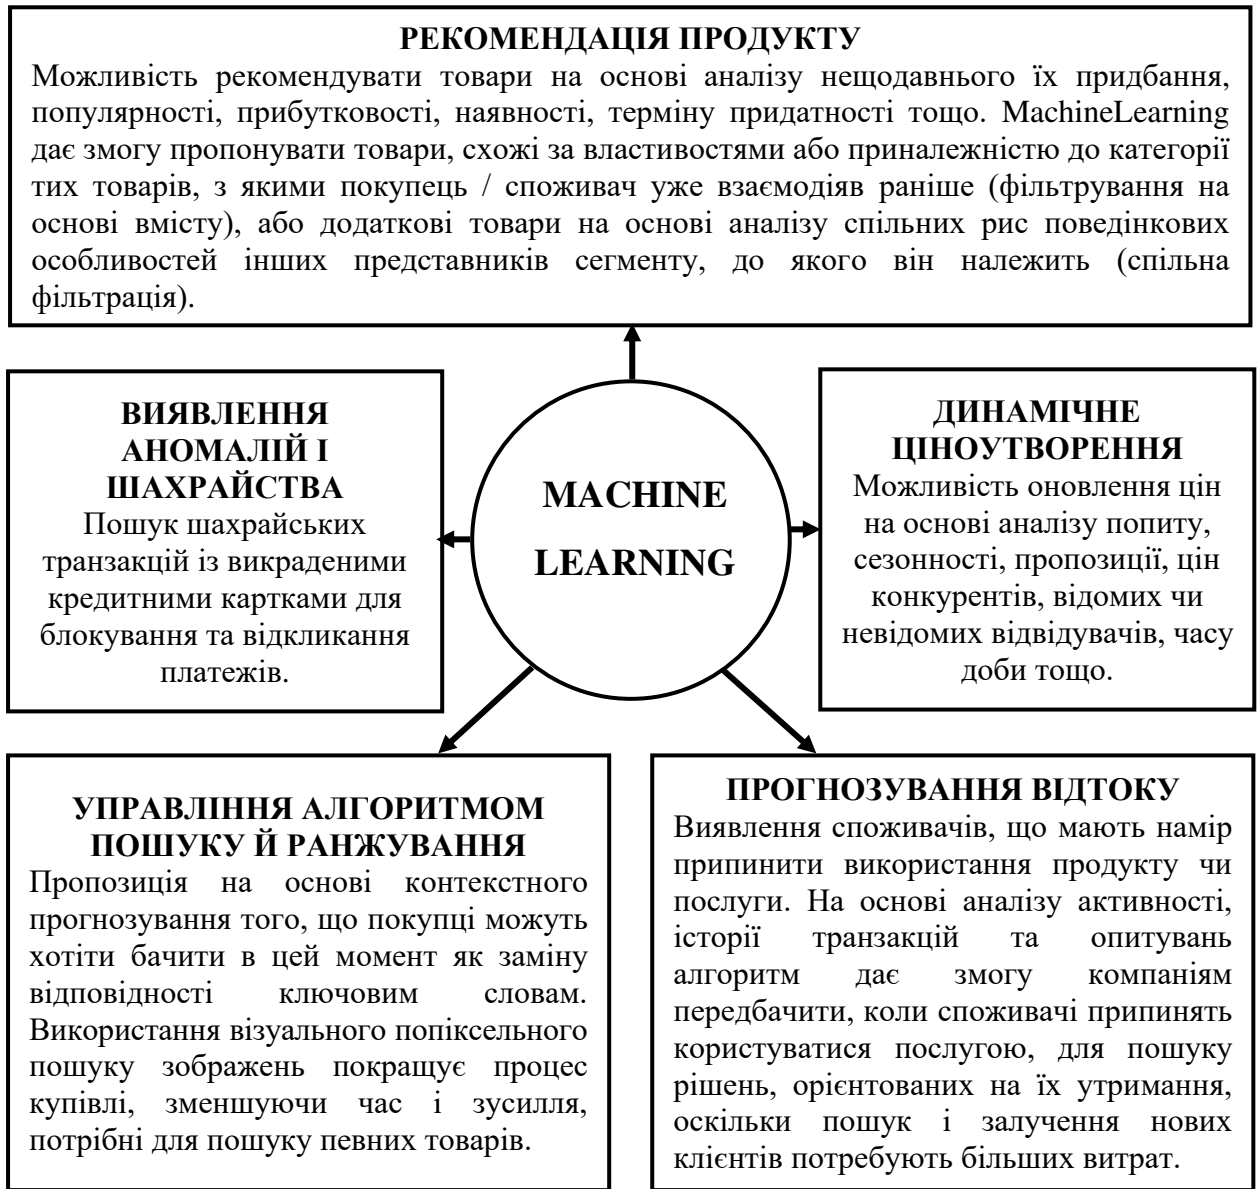 РЕКОМЕНДАЦІЯ ПРОДУКТУ
Можливість рекомендувати товари на основі аналізу нещодавнього їх придбання,
популярності, прибутковості, наявності, терміну придатності тощо. MachineLearning
дає змогу пропонувати товари, схожі за властивостями або приналежністю до категорії
тих товарів, з якими покупець / споживач уже взаємодіяв раніше (фільтрування на
основі вмісту), або додаткові товари на основі аналізу спільних рис поведінкових
особливостей інших представників сегменту, до якого він належить (спільна
фільтрація).
ВИЯВЛЕННЯ
АНОМАЛІЙ І
ШАХРАЙСТВА
Пошук шахрайських
транзакцій із викраденими
кредитними картками для
блокування та відкликання
платежів.
MACHINE
LEARNING
ДИНАМІЧНЕ
ЦІНОУТВОРЕННЯ
Можливість оновлення цін
на основі аналізу попиту,
сезонності, пропозиції, цін
конкурентів, відомих чи
невідомих відвідувачів, часу
доби тощо.
УПРАВЛІННЯ АЛГОРИТМОМ
ПОШУКУ Й РАНЖУВАННЯ
Пропозиція на основі контекстного
прогнозування того, що покупці можуть
хотіти бачити в цей момент як заміну
відповідності ключовим словам.
Використання візуального попіксельного
пошуку зображень покращує процес
купівлі, зменшуючи час і зусилля,
потрібні для пошуку певних товарів.
ПРОГНОЗУВАННЯ ВІДТОКУ
Виявлення споживачів, що мають намір
припинити використання продукту чи
послуги. На основі аналізу активності,
історії транзакцій та опитувань
алгоритм дає змогу компаніям
передбачити, коли споживачі припинять
користуватися послугою, для пошуку
рішень, орієнтованих на їх утримання,
оскільки пошук і залучення нових
клієнтів потребують більших витрат.